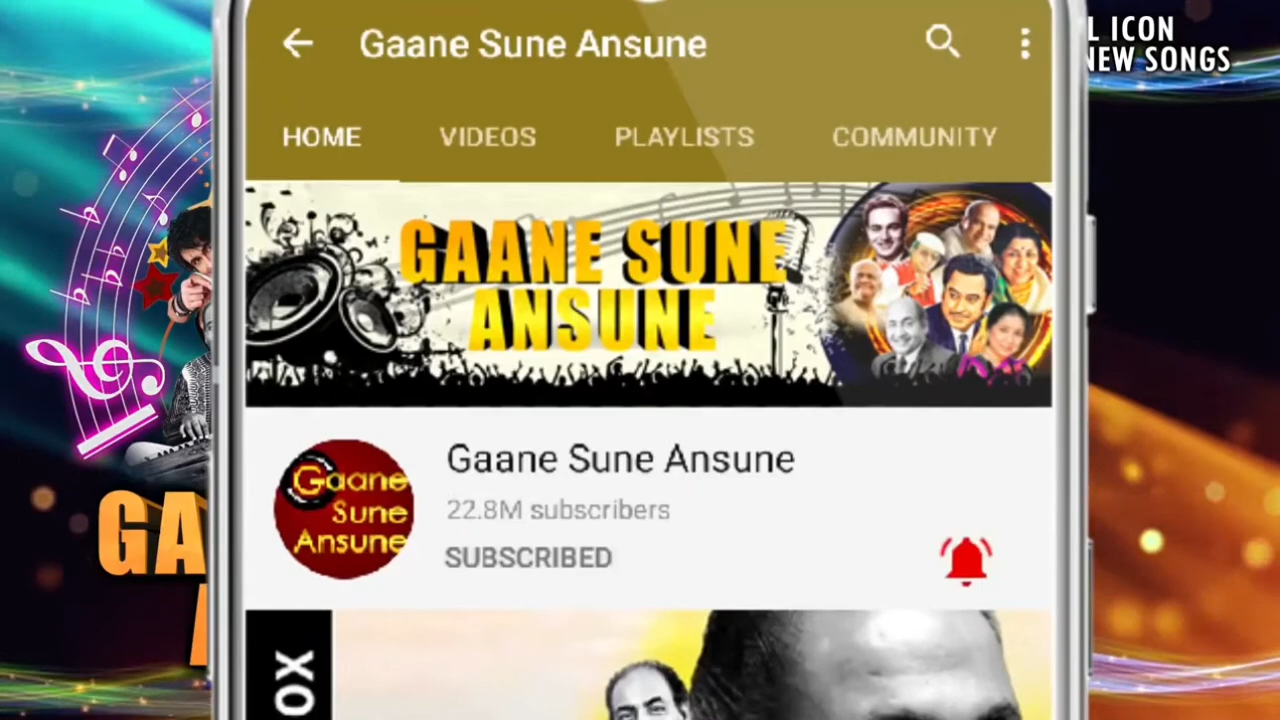 Gaane Sune Ansune
L ICON
NEW SONGS
HOME VIDEOS PLAYLISTS COMMUNITY
GAANE SUNE
ANSUNE
Gaane
Sune
Ansune
Gaane Sune Ansune
22.8M subscribers
SUBSCRIBED
GA
OX